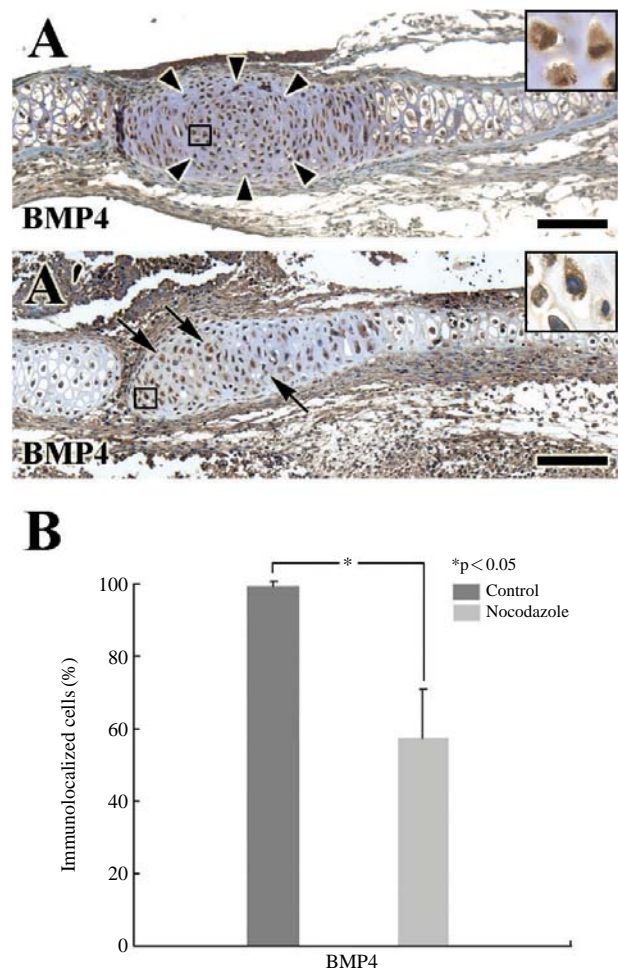 A
BMP4
A'
BMP4
B
*p<0.05
*
Control
Nocodazole
100
80
60
40
20
0
Immunolocalized cells (%)
BMP4